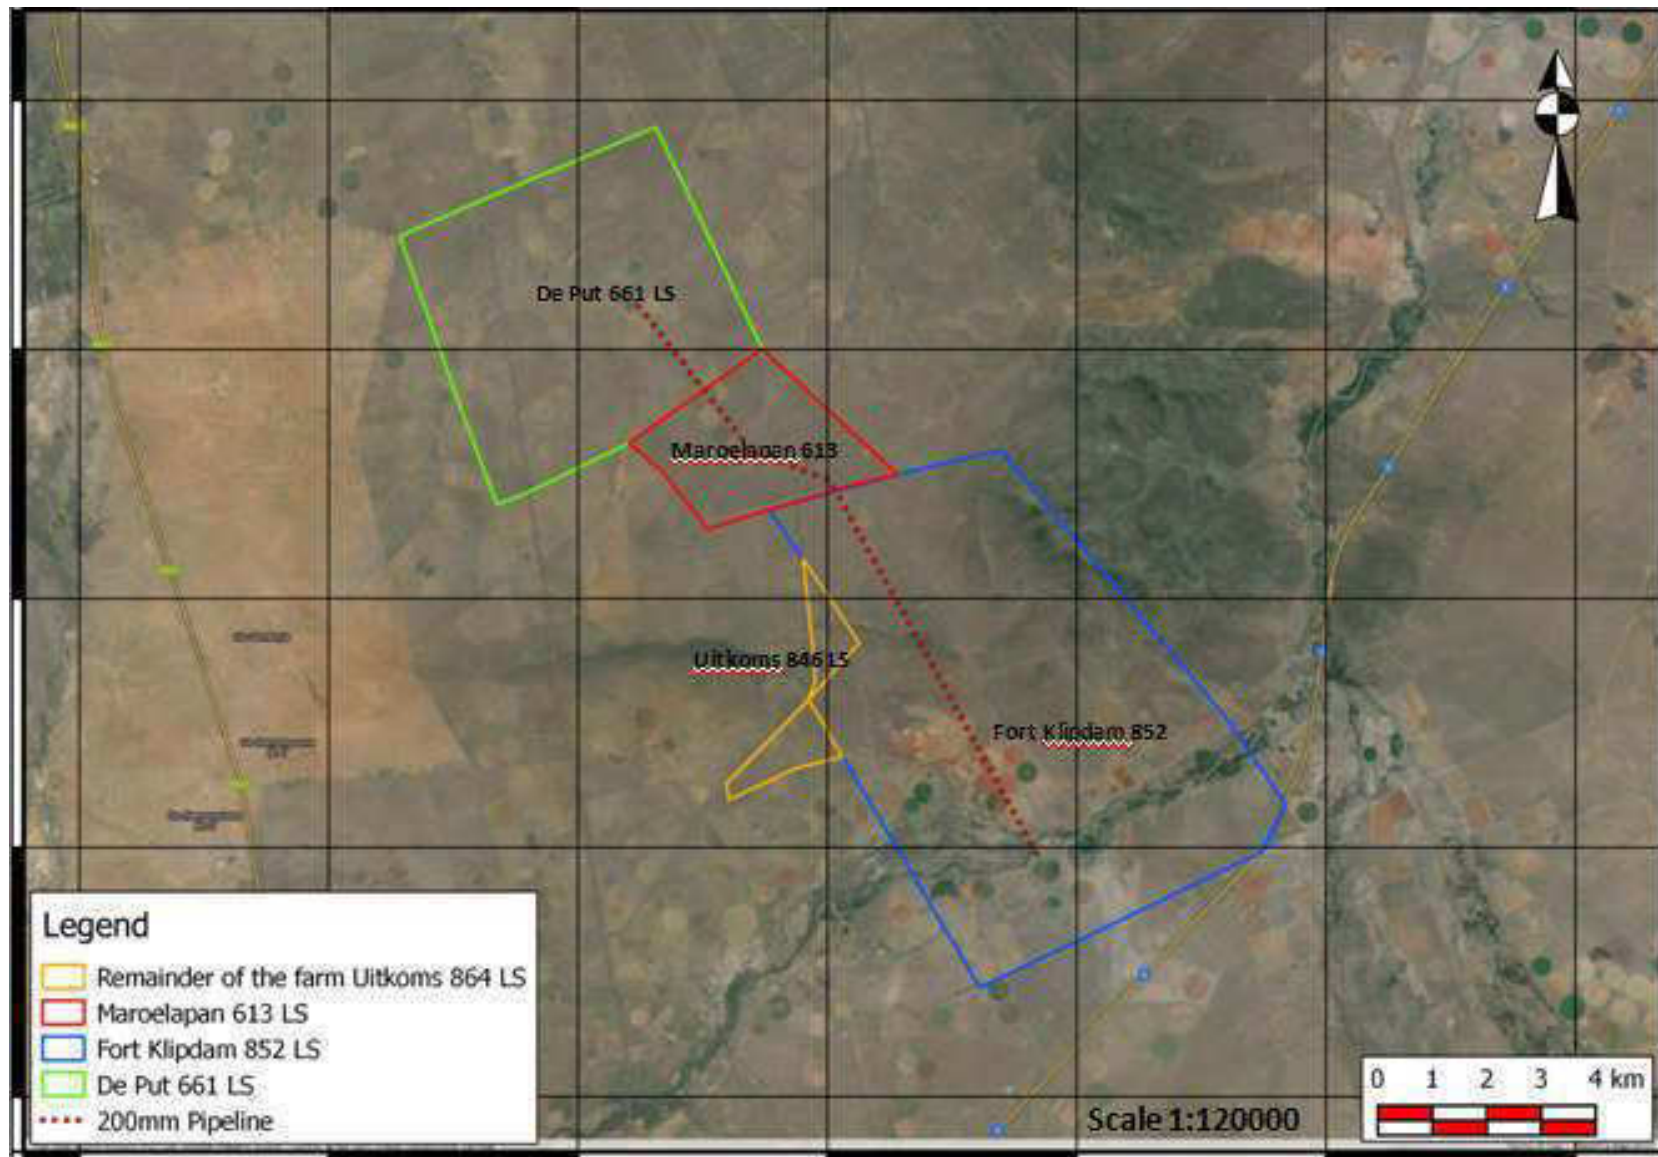 De Put 661 LS
Maroelapan 613
Uitkoms 846 LS
Fort Klipdam 852
Legend
Remainder of the farm Uitkoms 864 LS
Maroelapan 613 LS
Fort Klipdam 852 LS
De Put 661 LS
200mm Pipeline
Scale 1:120000
0 1 2 3 4 km